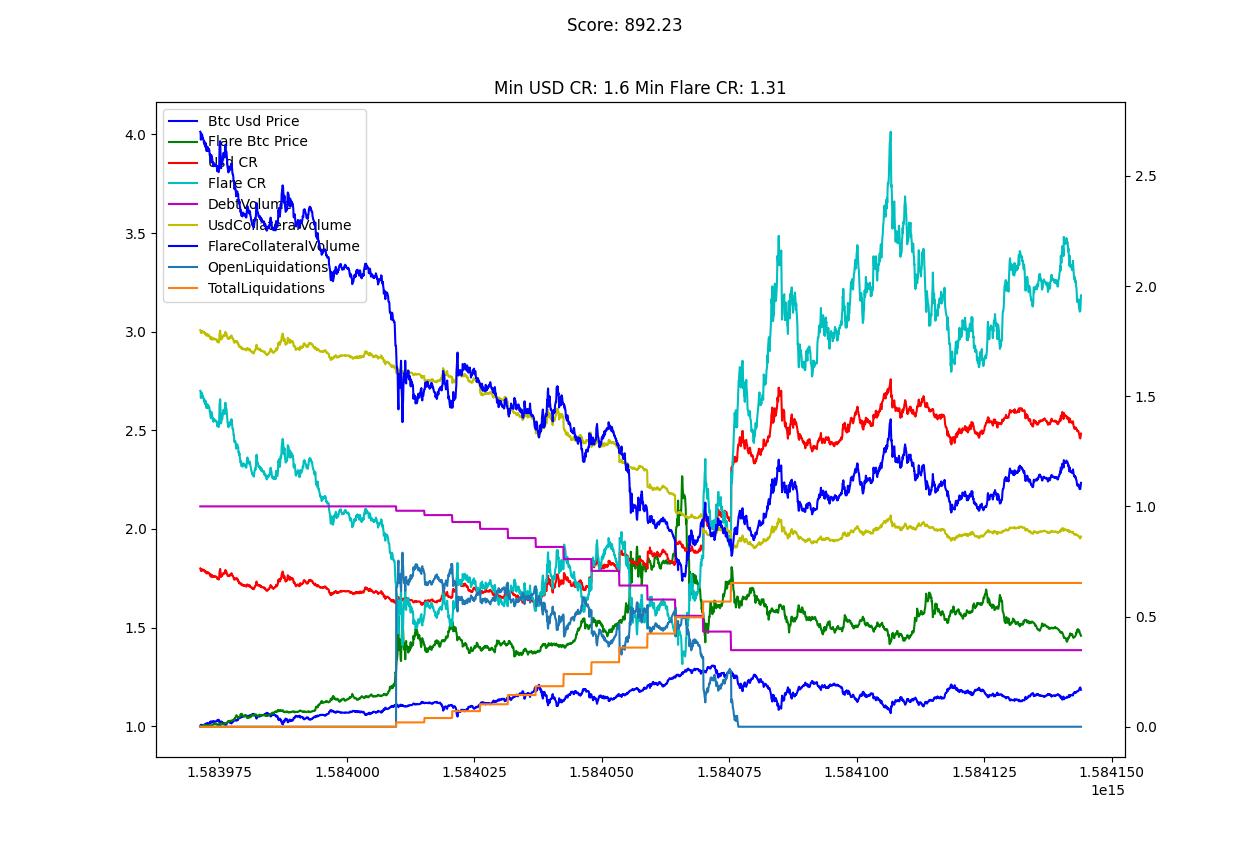 Score: 892.23
Min USD CR: 1.6 Min Flare CR: 1.31
Btc Usd Price
Flare Btc Price
Usd CR
Flare CR
DebtVolume
UsdCollateralVolume
FlareCollateralVolume
OpenLiquidations
TotalLiquidations
4.0
3.5
3.0
2.5
2.0
1.5
1.0
2.5
2.0
1.5
1.0
0.5
0.0
1.583975 1.584000 1.584025 1.584050 1.584075 1.584100 1.584125 1.584150
1e15